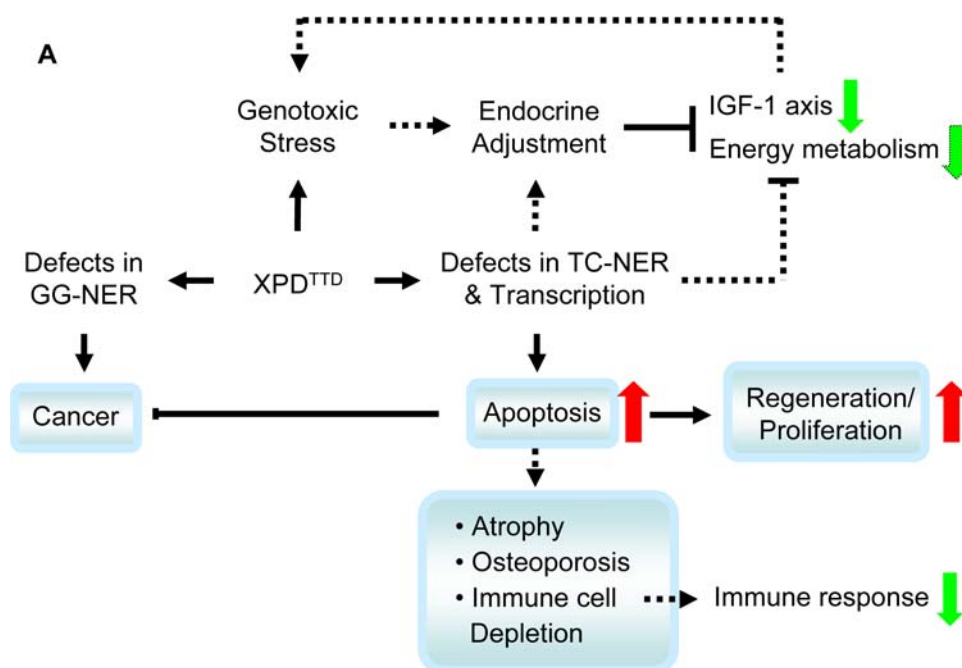 A
Genotoxic
Stress
Endocrine
Adjustment
IGF-1 axis
Energy metabolism
Defects in
GG-NER
XPDᵀᵀᴰ
Defects in TC-NER
& Transcription
Cancer
Apoptosis
Regeneration/
Proliferation
• Atrophy
• Osteoporosis
• Immune cell
Depletion
Immune response